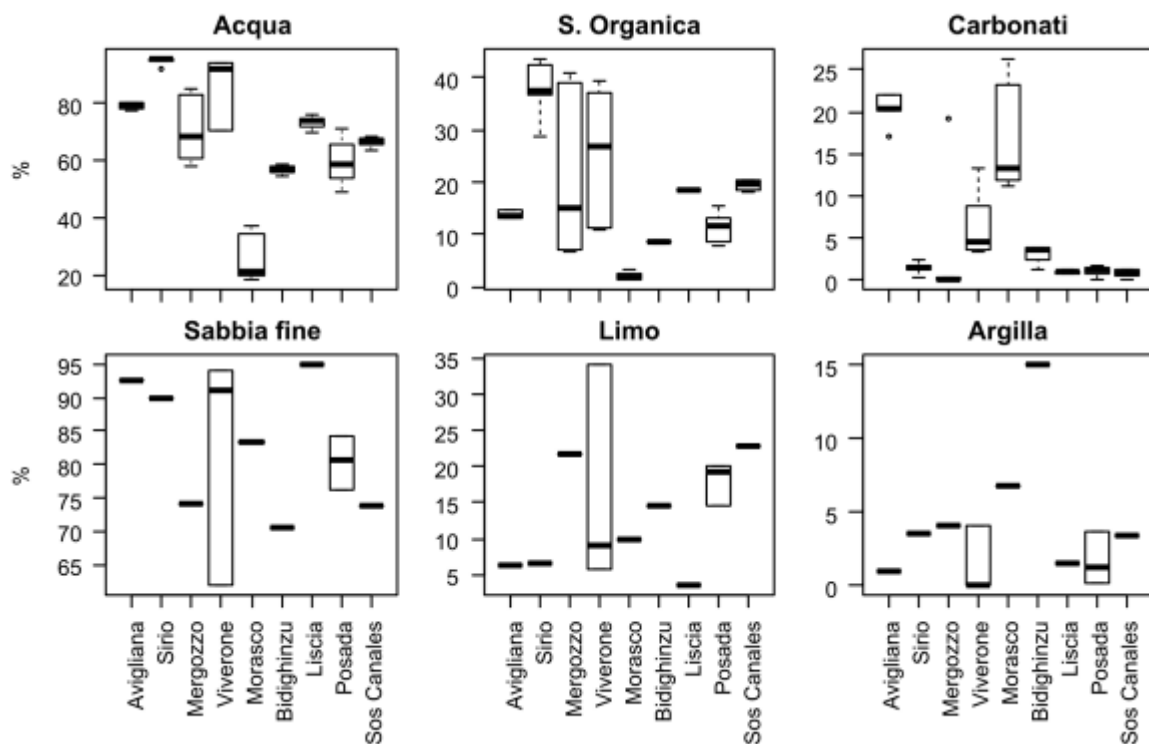 Acqua
S. Organica
Carbonati
%
80
60
40
20
40
30
20
10
0
25
20
15
10
5
0
Sabbia fine
Limo
Argilla
%
95
90
85
80
75
70
65
35
30
25
20
15
10
5
15
10
5
0
Avigliana
Sirio
Mergozzo
Viverone
Morasco
Bidighinzu
Liscia
Posada
Sos Canales
Avigliana
Sirio
Mergozzo
Viverone
Morasco
Bidighinzu
Liscia
Posada
Sos Canales
Avigliana
Sirio
Mergozzo
Viverone
Morasco
Bidighinzu
Liscia
Posada
Sos Canales